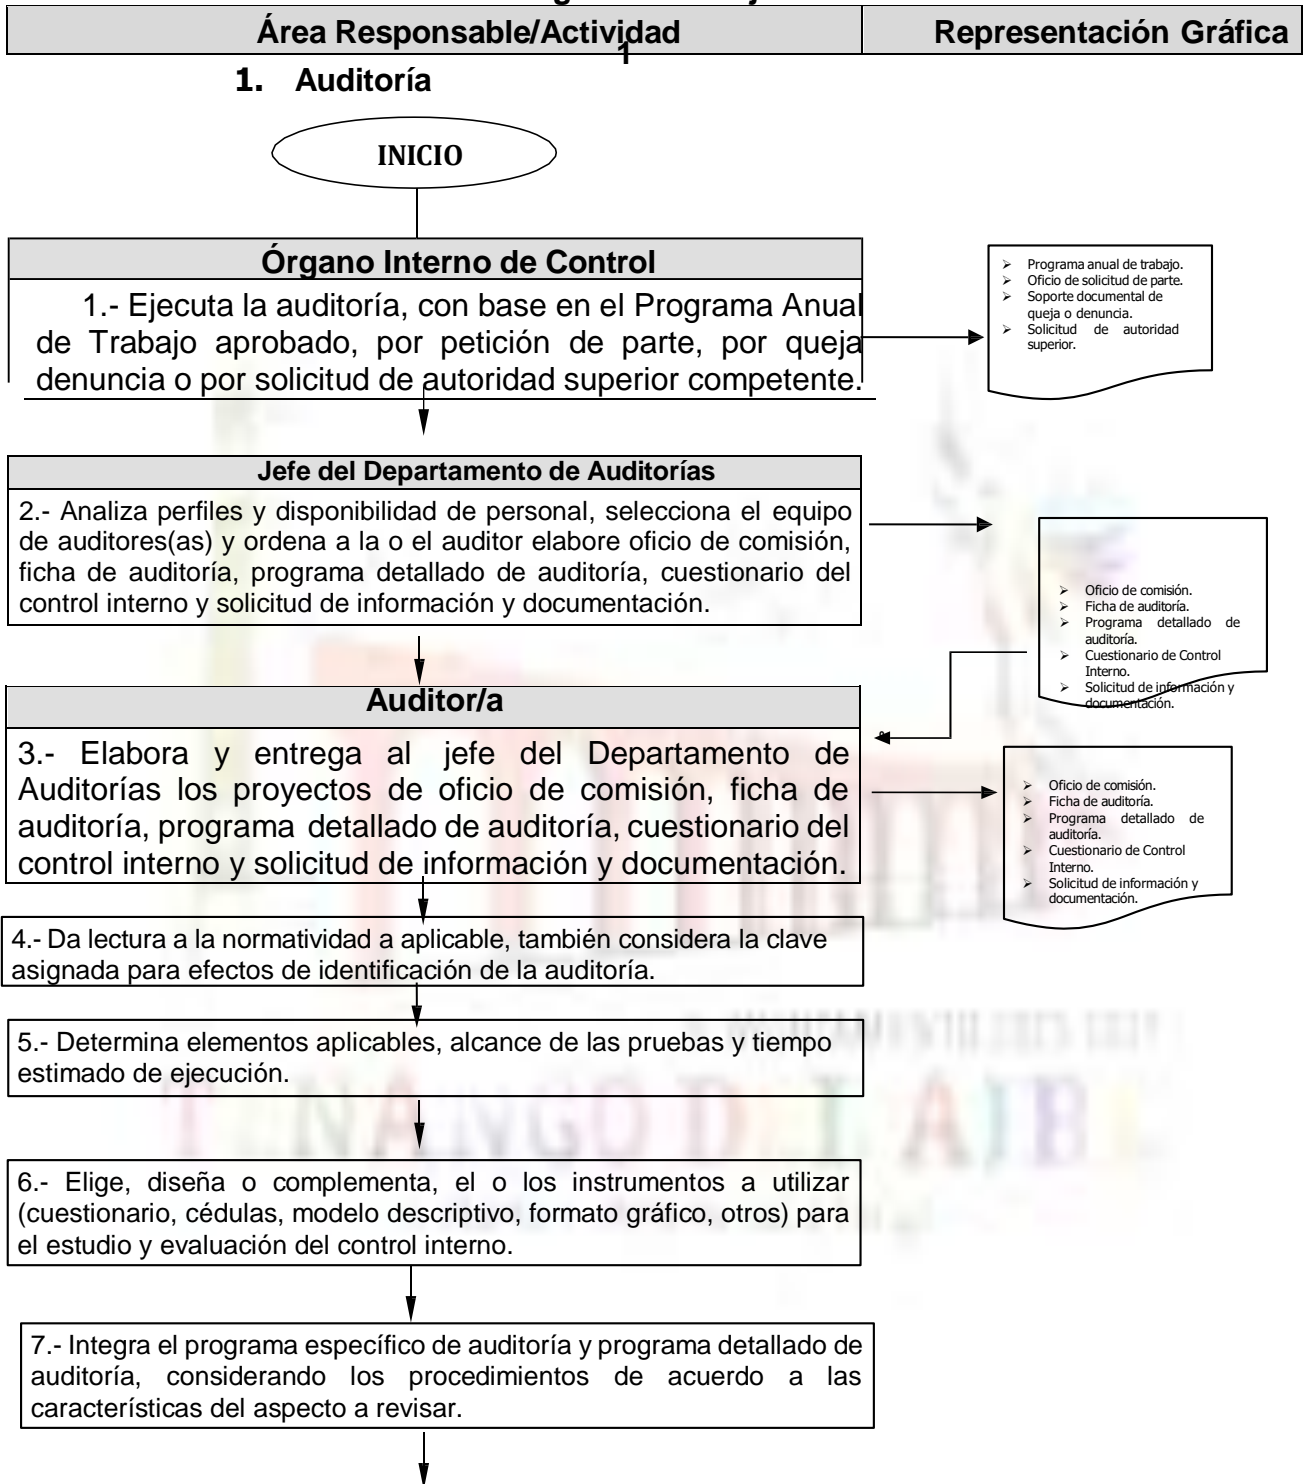 Área Responsable/Actividad
Representación Gráfica
1
1. Auditoría
INICIO
Órgano Interno de Control
1.- Ejecuta la auditoría, con base en el Programa Anual
de Trabajo aprobado, por petición de parte, por queja
denuncia o por solicitud de autoridad superior competente.
➢ Programa anual de trabajo.
➢ Oficio de solicitud de parte.
➢ Soporte documental de
queja o denuncia.
➢ Solicitud de autoridad
superior.
Jefe del Departamento de Auditorías
2.- Analiza perfiles y disponibilidad de personal, selecciona el equipo
de auditores(as) y ordena a la o el auditor elabore oficio de comisión,
ficha de auditoría, programa detallado de auditoría, cuestionario del
control interno y solicitud de información y documentación.
➢ Oficio de comisión.
➢ Ficha de auditoría.
➢ Programa detallado de
auditoría.
➢ Cuestionario de Control
Interno.
➢ Solicitud de información y
documentación.
Auditor/a
3.- Elabora y entrega al jefe del Departamento de
Auditorías los proyectos de oficio de comisión, ficha de
auditoría, programa detallado de auditoría, cuestionario del
control interno y solicitud de información y documentación.
➢ Oficio de comisión.
➢ Ficha de auditoría.
➢ Programa detallado de
auditoría.
➢ Cuestionario de Control
Interno.
➢ Solicitud de información y
documentación.
4.- Da lectura a la normatividad a aplicable, también considera la clave
asignada para efectos de identificación de la auditoría.
5.- Determina elementos aplicables, alcance de las pruebas y tiempo
estimado de ejecución.
6.- Elige, diseña o complementa, el o los instrumentos a utilizar
(cuestionario, cédulas, modelo descriptivo, formato gráfico, otros) para
el estudio y evaluación del control interno.
7.- Integra el programa específico de auditoría y programa detallado de
auditoría, considerando los procedimientos de acuerdo a las
características del aspecto a revisar.